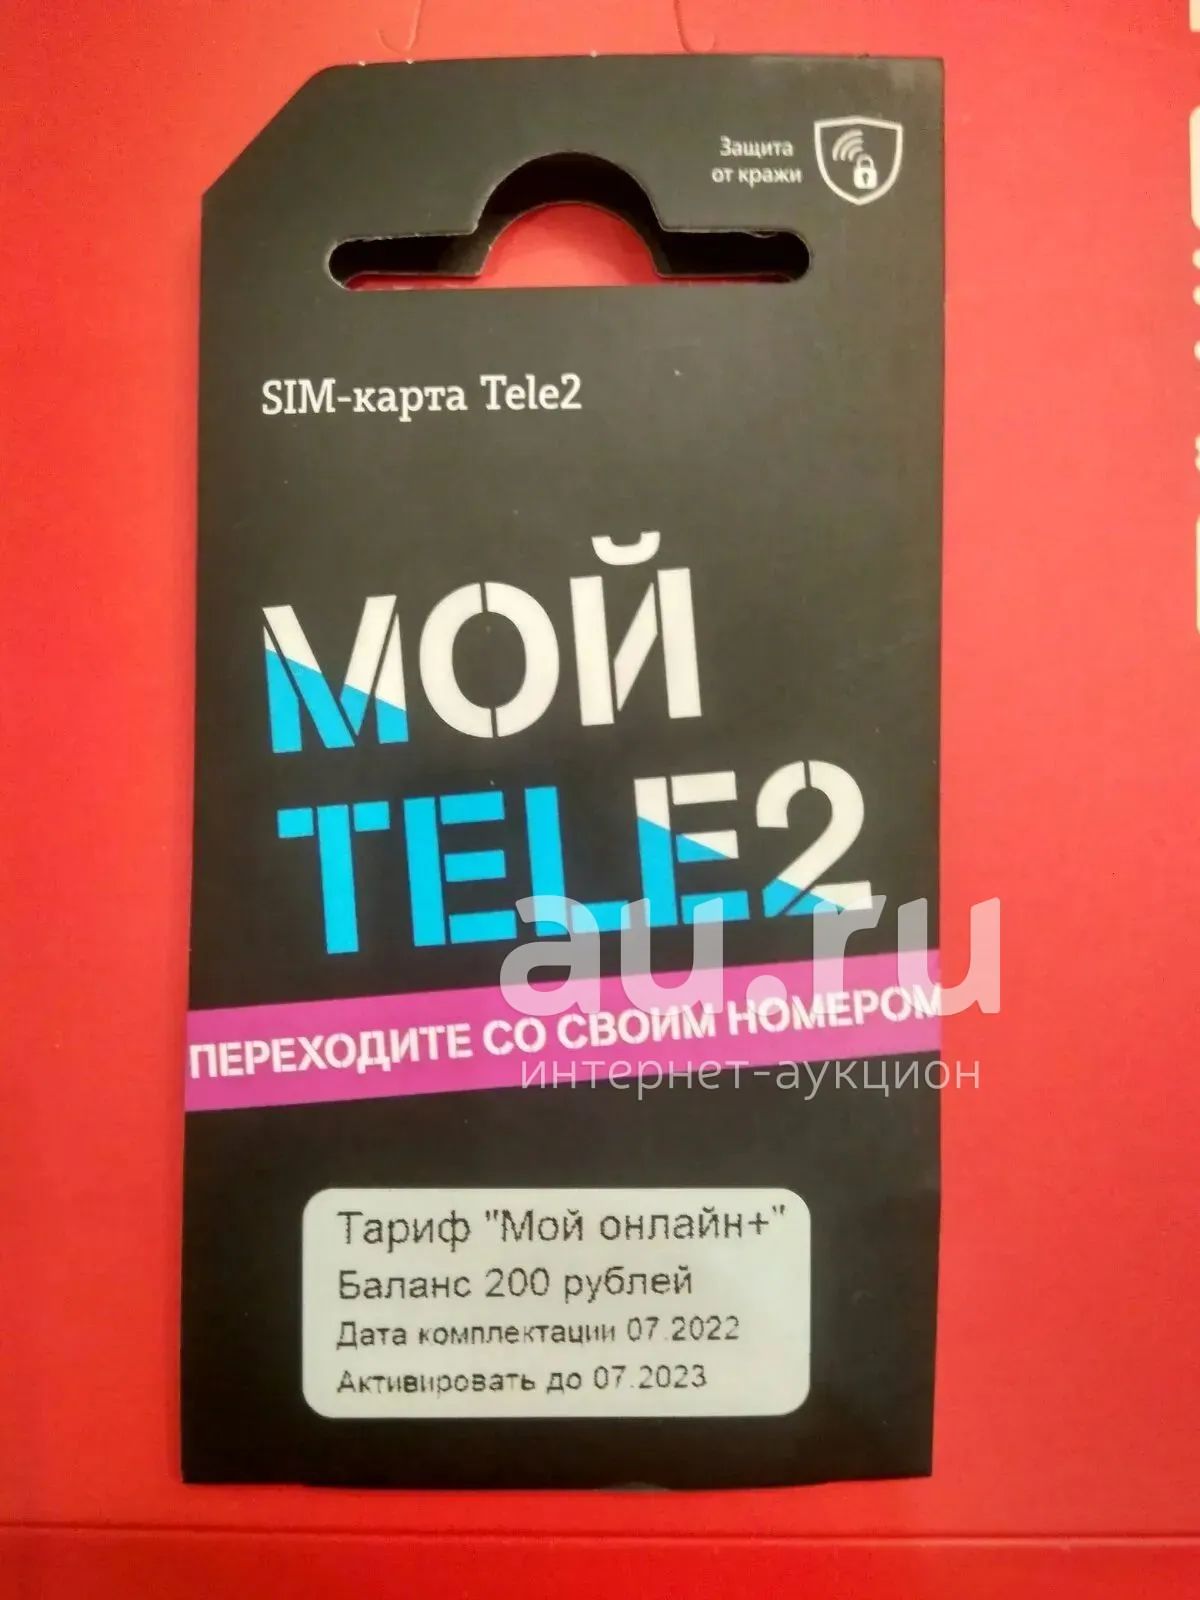 Защита
от кражи
SIM-карта Tele2
МОЙ
TELE2
au.ru
ПЕРЕХОДИТЕ СО СВОИМ НОМЕРОМ
интернет-аукцион
Тариф "Мой онлайн+"
Баланс 200 рублей
Дата комплектации 07.2022
Активировать до 07.2023